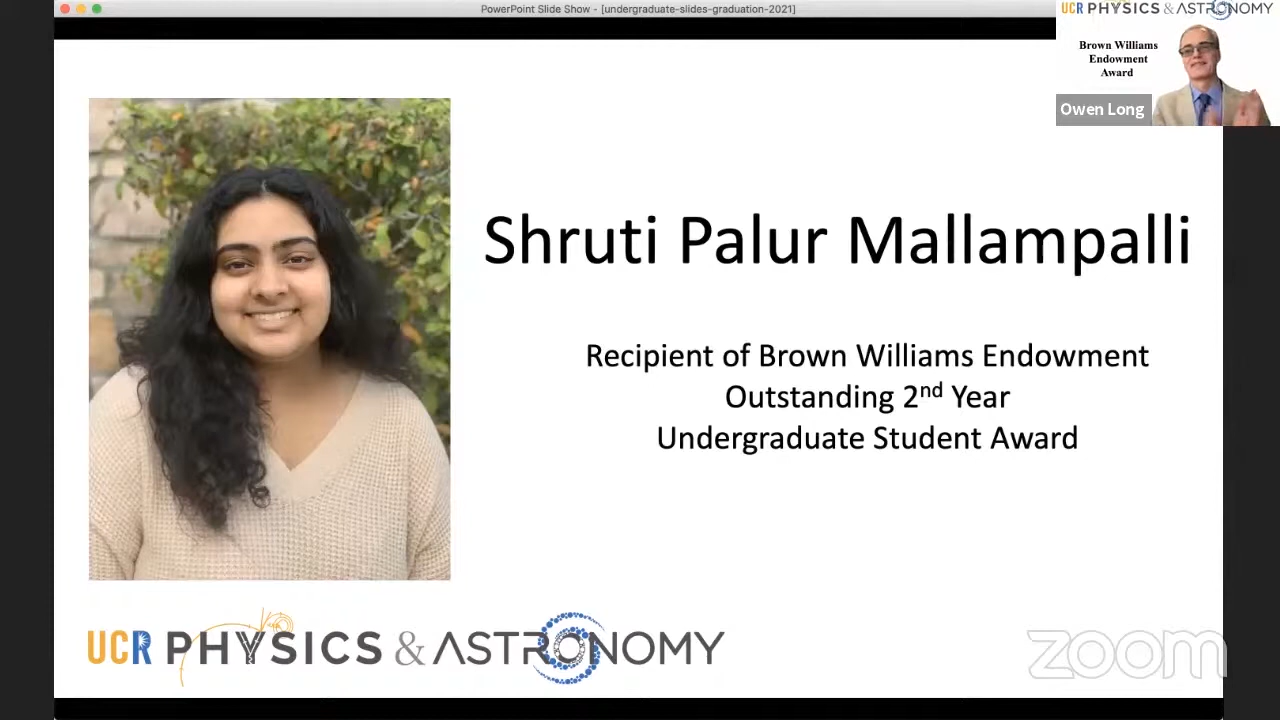 PowerPoint Slide Show - [undergraduate-slides-graduation-2021]
UCR PHYSICS & ASTRONOMY
Brown Williams
Endowment
Award
Owen Long
Shruti Palur Mallampalli
Recipient of Brown Williams Endowment
Outstanding 2nd Year
Undergraduate Student Award
UCR PHYSICS & ASTRONOMY
zoom